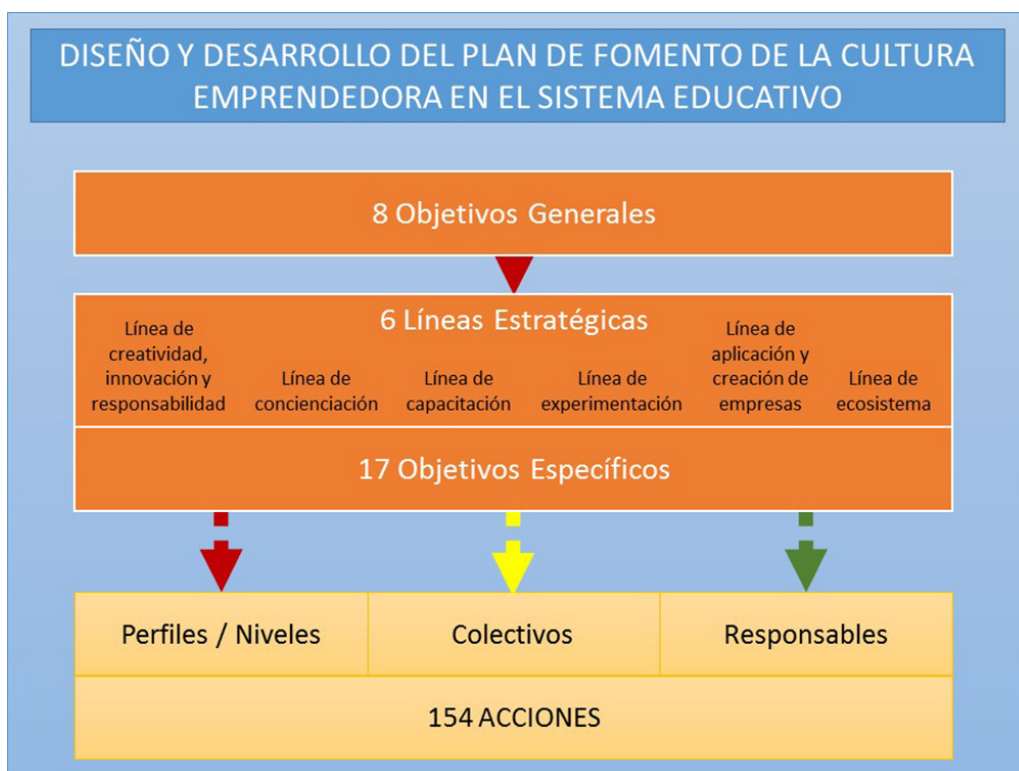 DISEÑO Y DESARROLLO DEL PLAN DE FOMENTO DE LA CULTURA
EMPRENDEDORA EN EL SISTEMA EDUCATIVO
8 Objetivos Generales
6 Líneas Estratégicas
Línea de
creatividad,
innovación y
responsabilidad
Línea de
concienciación
Línea de
capacitación
Línea de
experimentación
Línea de
aplicación y
creación de
empresas
Línea de
ecosistema
17 Objetivos Específicos
Perfiles / Niveles
Colectivos
Responsables
154 ACCIONES